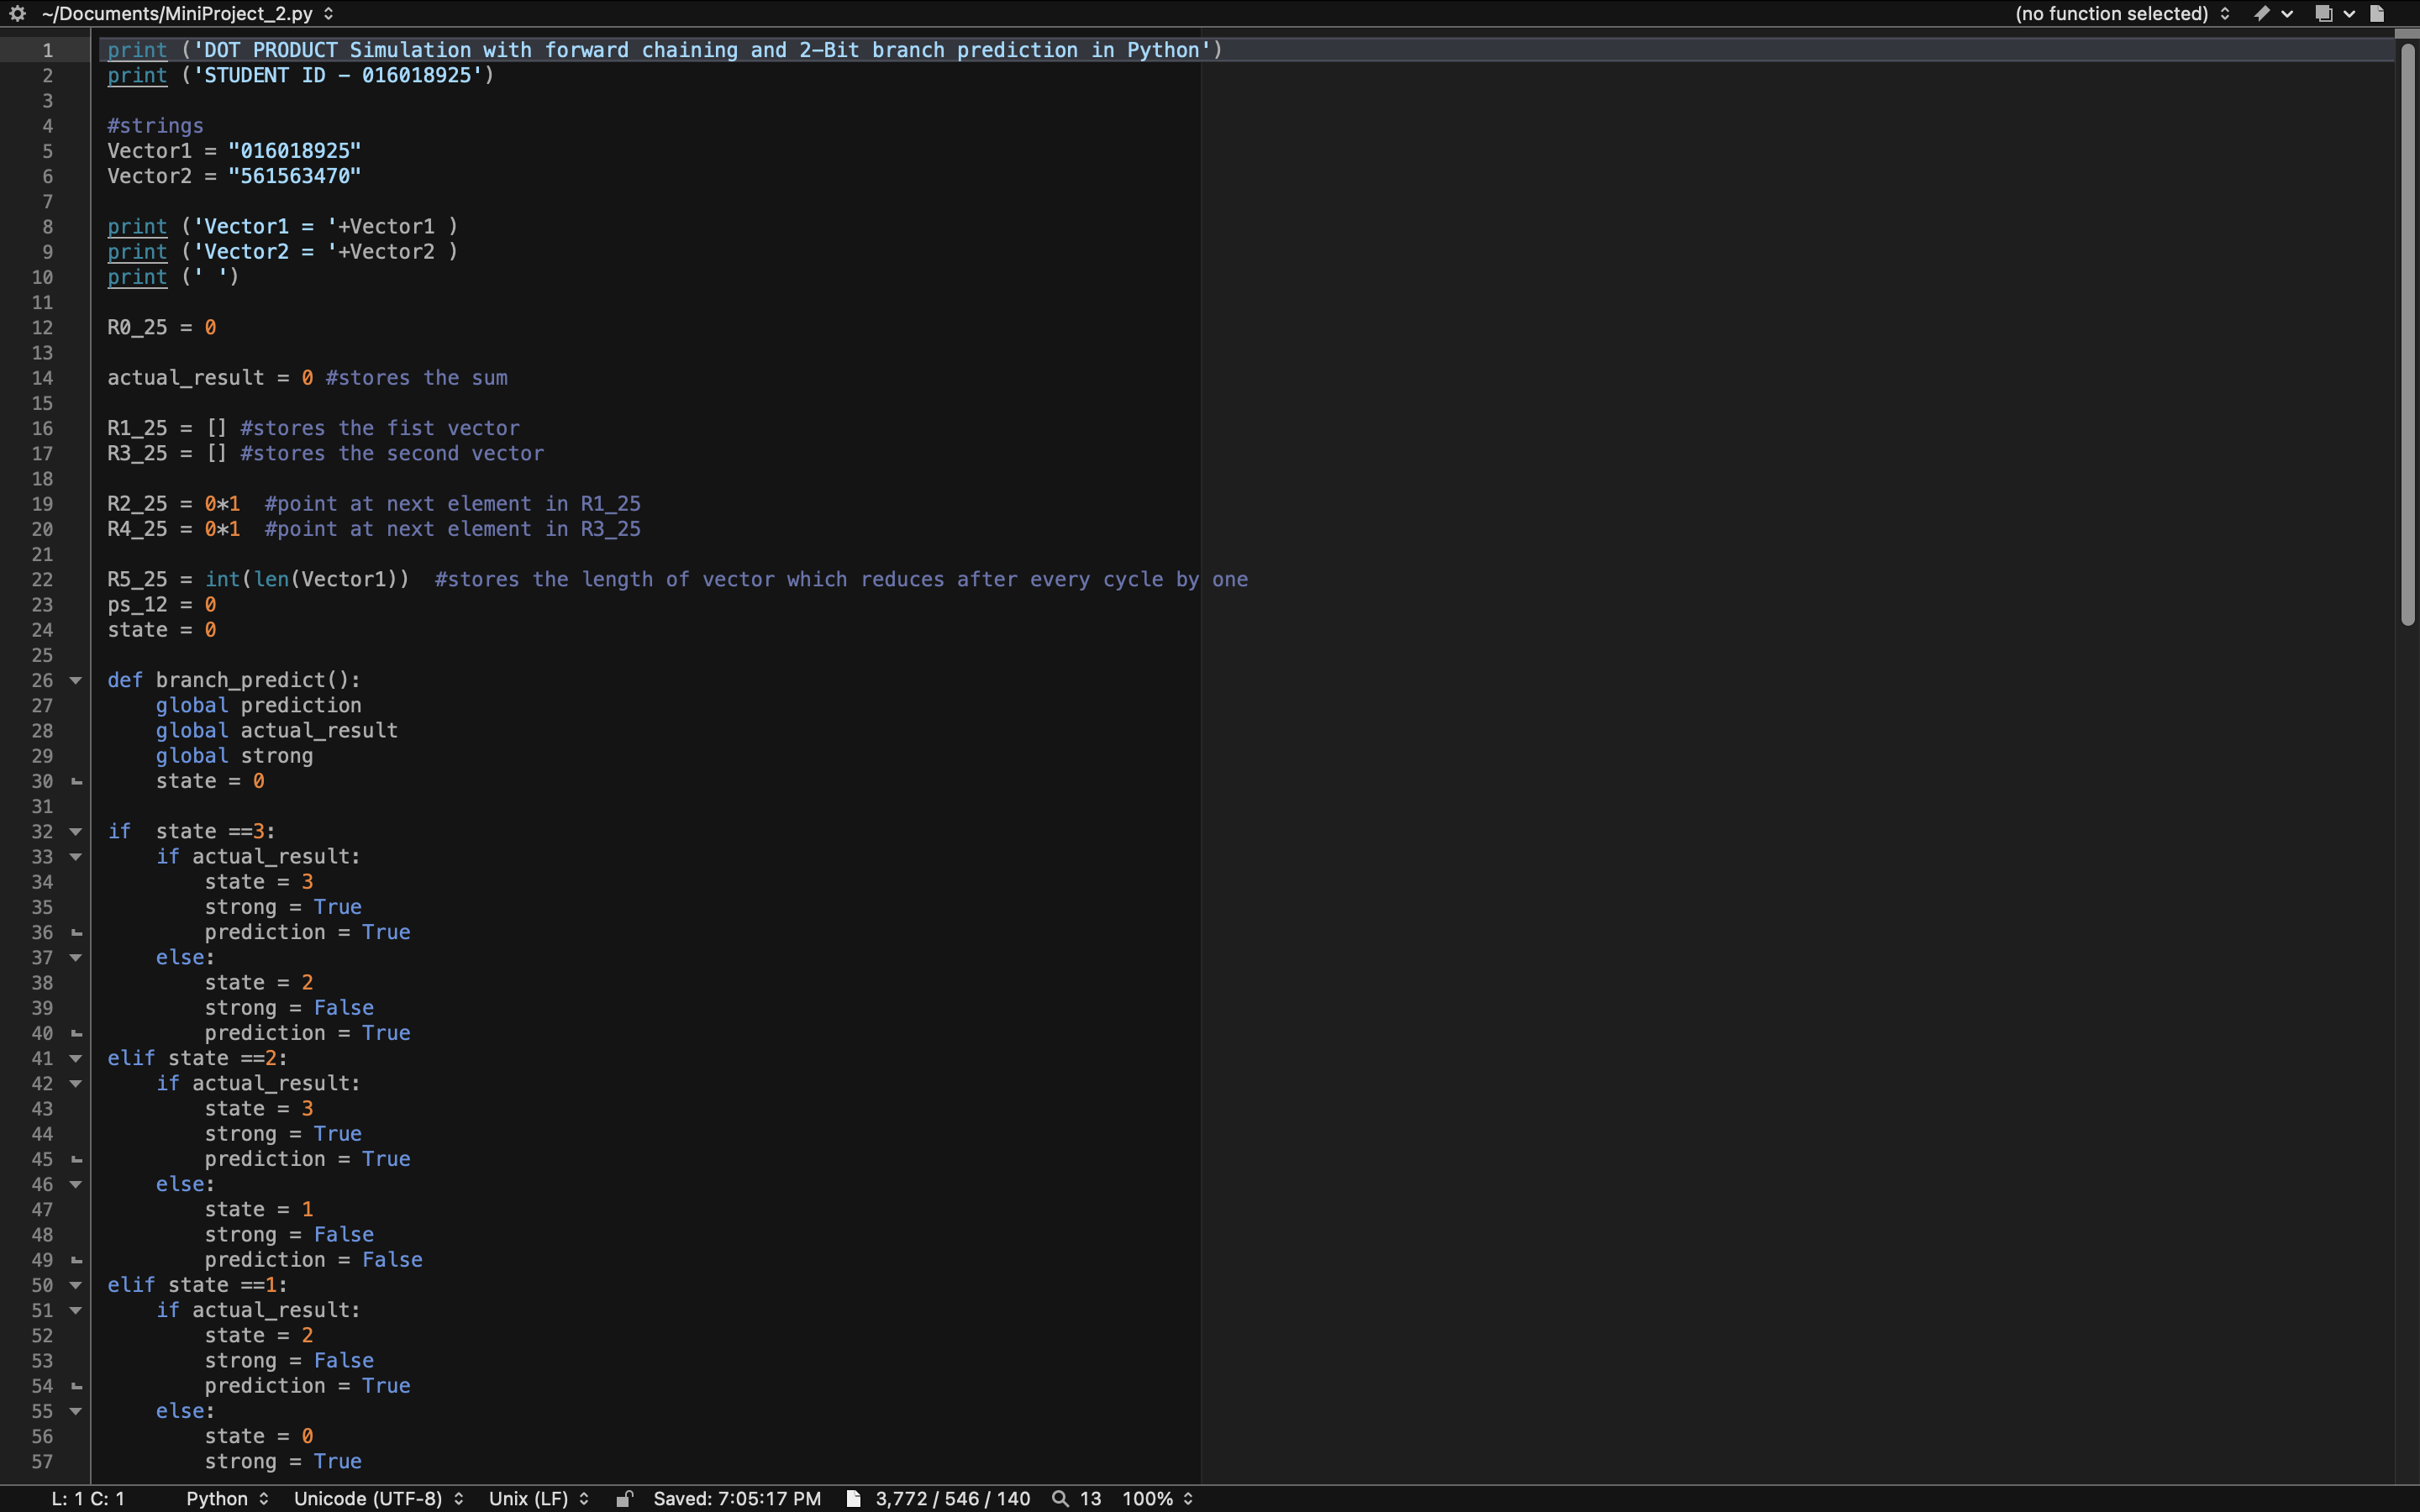 ~/Documents/MiniProject_2.py (no function selected)
1 print ('DOT PRODUCT Simulation with forward chaining and 2-Bit branch prediction in Python')
2 print ('STUDENT ID - 016018925')
3
4 #strings
5 Vector1 = "016018925"
6 Vector2 = "561563470"
7
8 print ('Vector1 = '+Vector1 )
9 print ('Vector2 = '+Vector2 )
10 print (' ')
11
12 R0_25 = 0
13
14 actual_result = 0 #stores the sum
15
16 R1_25 = [] #stores the fist vector
17 R3_25 = [] #stores the second vector
18
19 R2_25 = 0*1  #point at next element in R1_25
20 R4_25 = 0*1  #point at next element in R3_25
21
22 R5_25 = int(len(Vector1))  #stores the length of vector which reduces after every cycle by one
23 ps_12 = 0
24 state = 0
25
26 def branch_predict():
27     global prediction
28     global actual_result
29     global strong
30     state = 0
31
32 if  state ==3:
33     if actual_result:
34         state = 3
35         strong = True
36         prediction = True
37     else:
38         state = 2
39         strong = False
40         prediction = True
41 elif state ==2:
42     if actual_result:
43         state = 3
44         strong = True
45         prediction = True
46     else:
47         state = 1
48         strong = False
49         prediction = False
50 elif state ==1:
51     if actual_result:
52         state = 2
53         strong = False
54         prediction = True
55     else:
56         state = 0
57         strong = True
L: 1 C: 1 Python Unicode (UTF-8) Unix (LF) Saved: 7:05:17 PM 3,772 / 546 / 140 13 100%